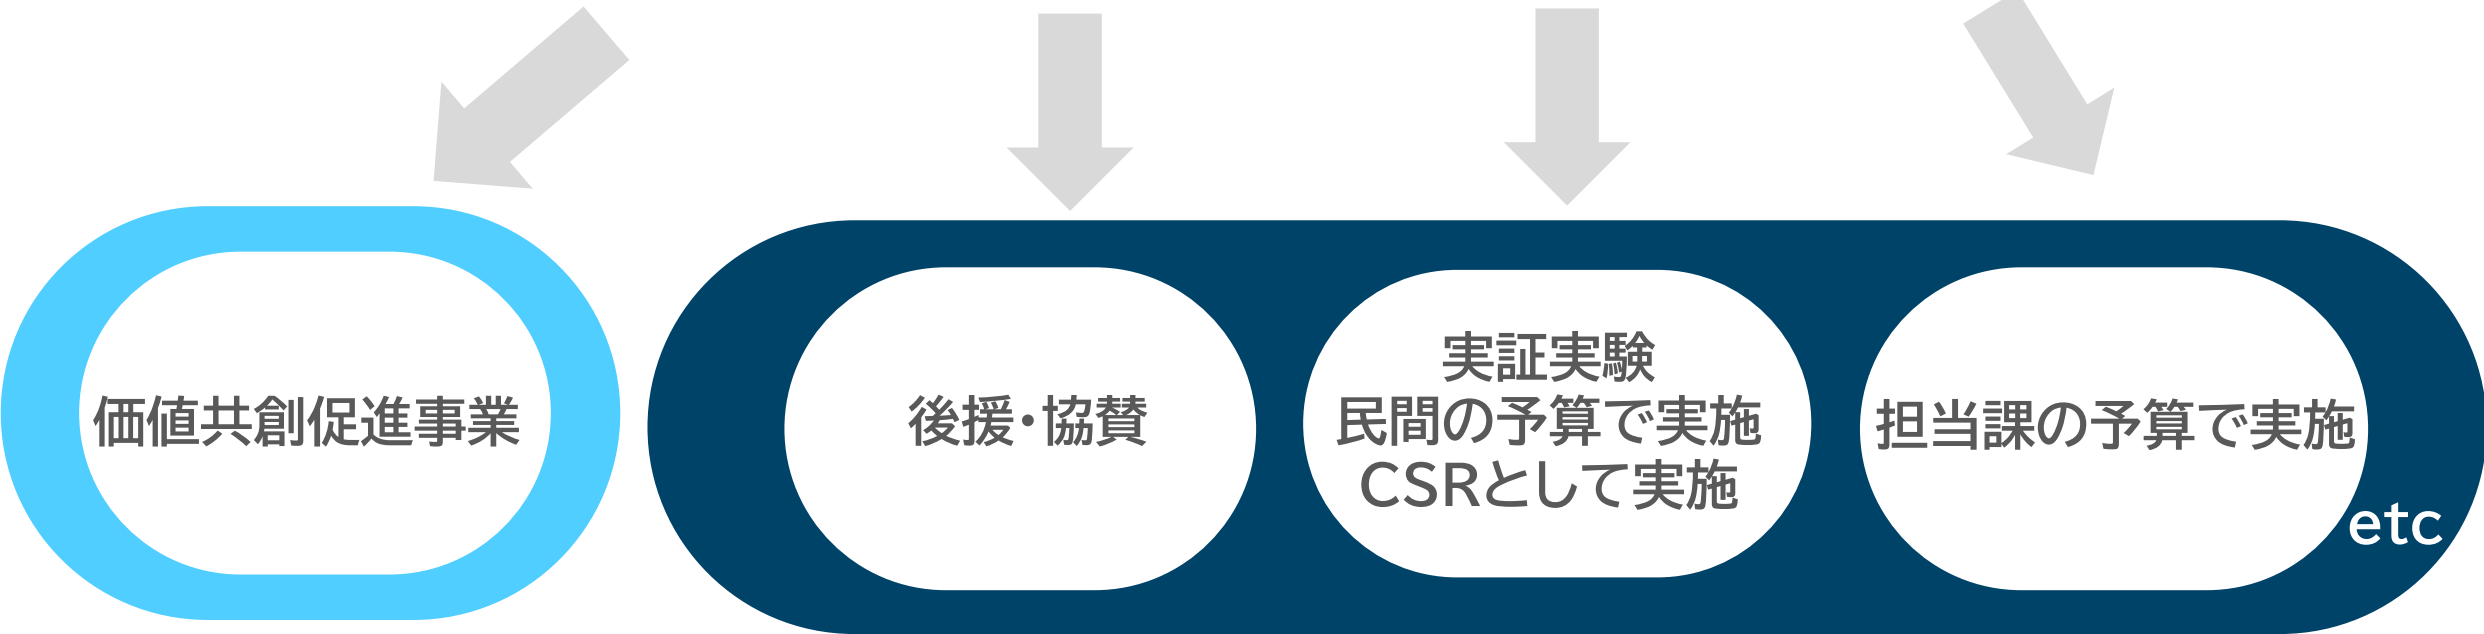 価値共創促進事業
後援・協賛
実証実験
民間の予算で実施
CSRとして実施
担当課の予算で実施
etc